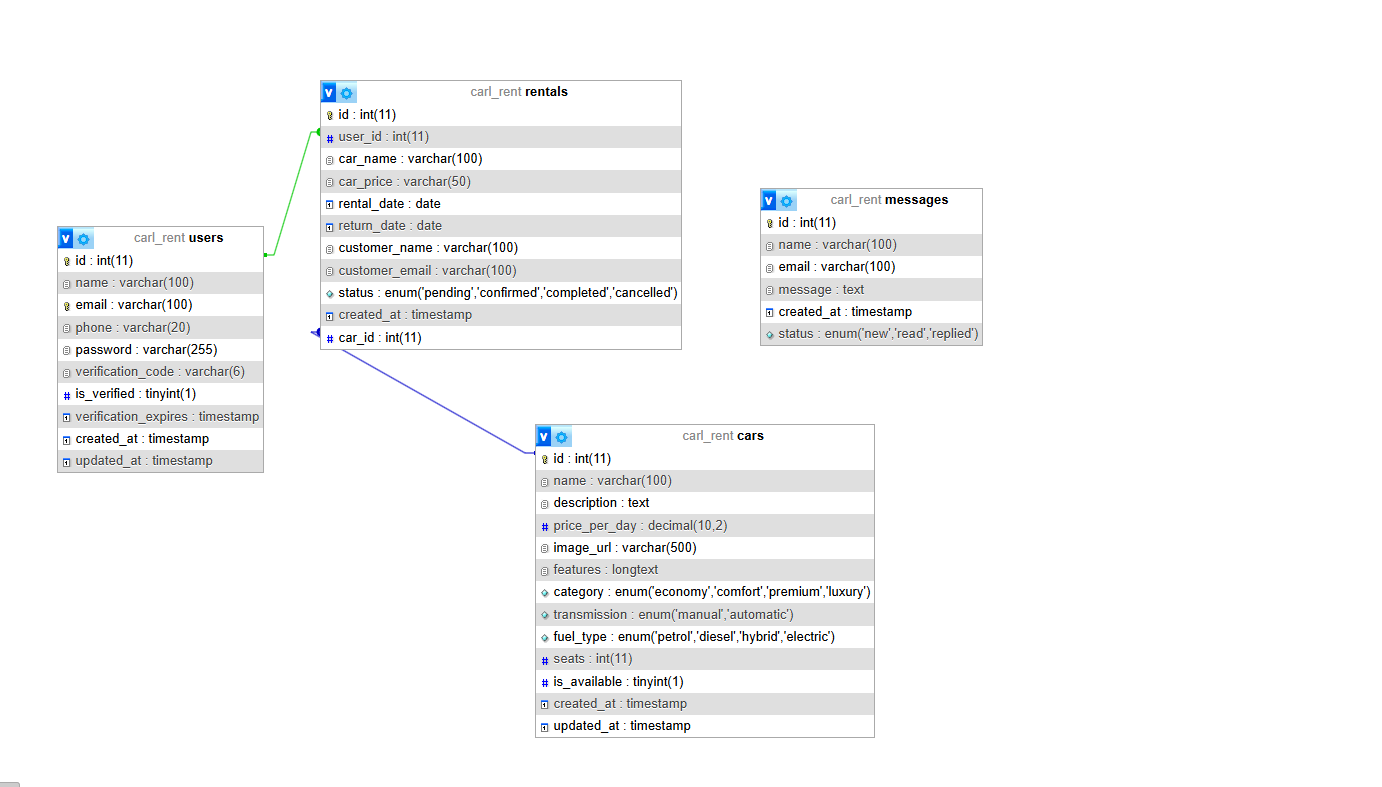 carl_rent rentals
id : int(11)
user_id : int(11)
car_name : varchar(100)
car_price : varchar(50)
rental_date : date
return_date : date
customer_name : varchar(100)
customer_email : varchar(100)
status : enum('pending','confirmed','completed','cancelled')
created_at : timestamp
car_id : int(11)
carl_rent messages
id : int(11)
name : varchar(100)
email : varchar(100)
message : text
created_at : timestamp
status : enum('new','read','replied')
carl_rent users
id : int(11)
name : varchar(100)
email : varchar(100)
phone : varchar(20)
password : varchar(255)
verification_code : varchar(6)
is_verified : tinyint(1)
verification_expires : timestamp
created_at : timestamp
updated_at : timestamp
carl_rent cars
id : int(11)
name : varchar(100)
description : text
price_per_day : decimal(10,2)
image_url : varchar(500)
features : longtext
category : enum('economy','comfort','premium','luxury')
transmission : enum('manual','automatic')
fuel_type : enum('petrol','diesel','hybrid','electric')
seats : int(11)
is_available : tinyint(1)
created_at : timestamp
updated_at : timestamp